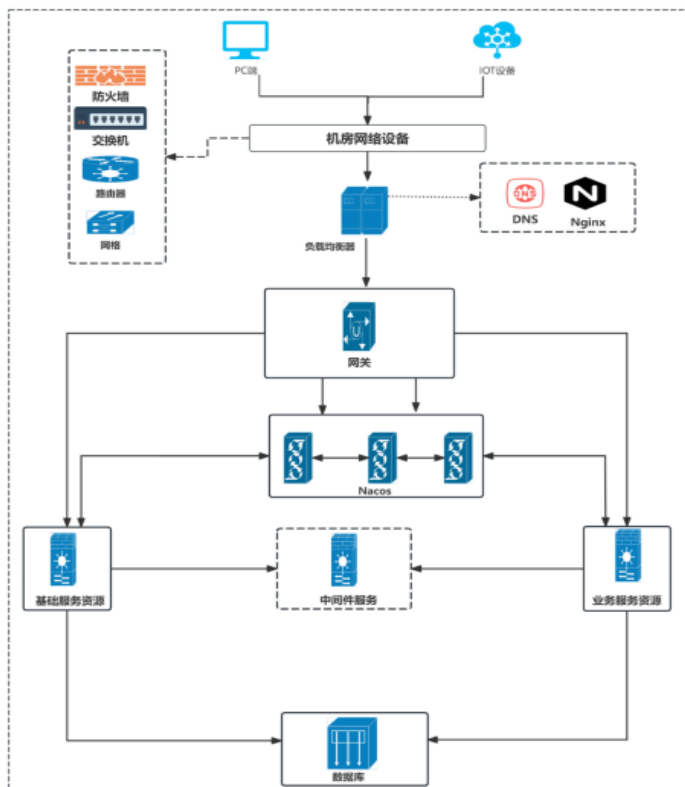 PC端
IOT设备
防火墙
交换机
路由器
网格
机房网络设备
负载均衡器
DNS
DNS
N
Nginx
U
网关
Nacos
基础服务资源
中间件服务
业务服务资源
数据库